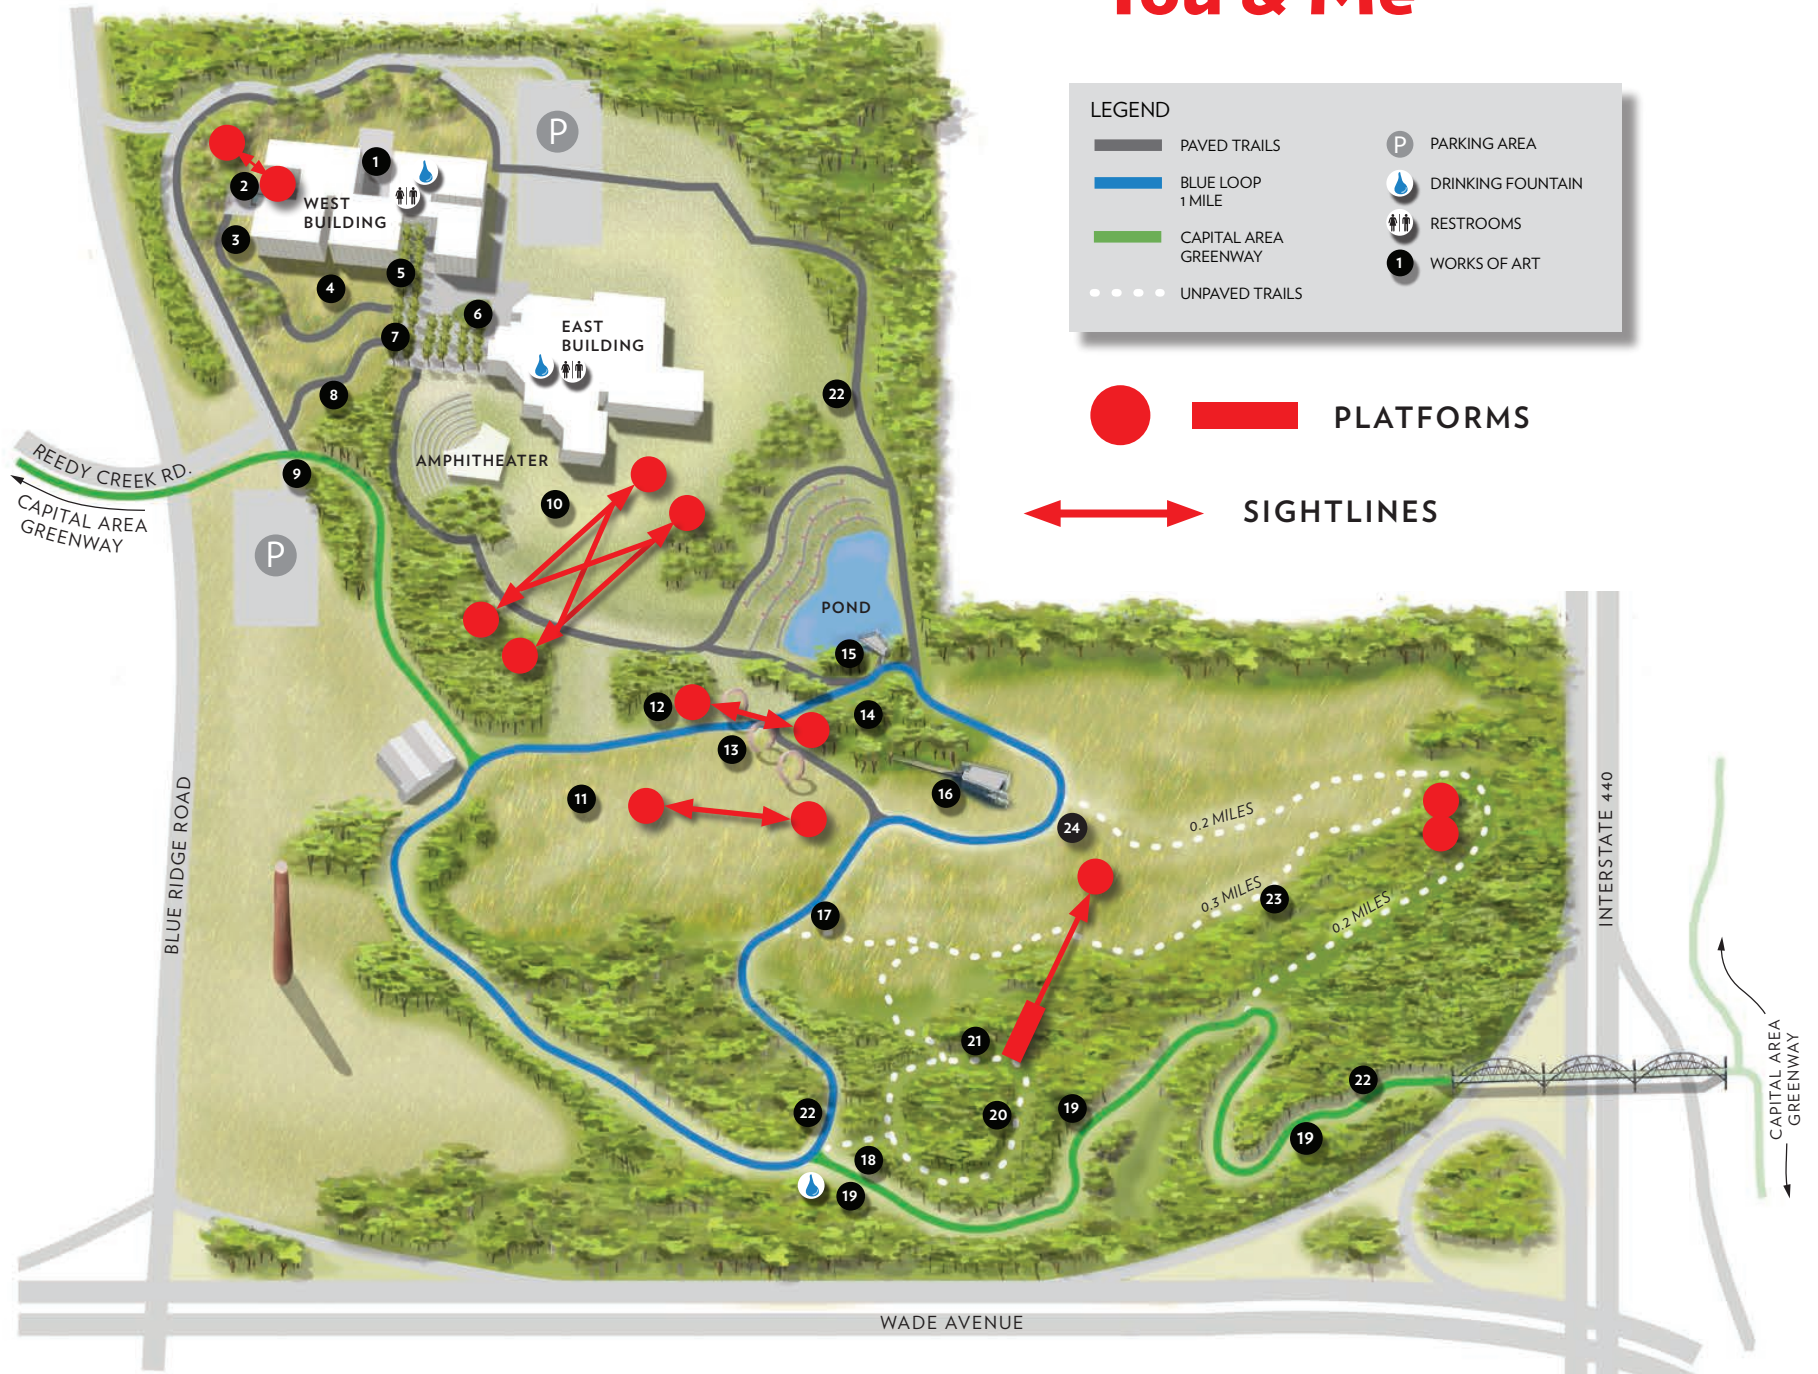 You & Me
LEGEND
PAVED TRAILS
BLUE LOOP
1 MILE
CAPITAL AREA
GREENWAY
UNPAVED TRAILS
P
PARKING AREA
DRINKING FOUNTAIN
RESTROOMS
1
WORKS OF ART
PLATFORMS
SIGHTLINES
P
1
2
WEST
BUILDING
3
4
5
6
7
EAST
BUILDING
8
22
AMPHITHEATER
REEDY CREEK RD.
9
CAPITAL AREA
GREENWAY
10
P
POND
15
12
14
13
11
16
24
0.2 MILES
BLUE RIDGE ROAD
INTERSTATE 440
17
0.3 MILES
23
0.2 MILES
21
22
20
19
22
19
18
19
CAPITAL AREA
GREENWAY
WADE AVENUE